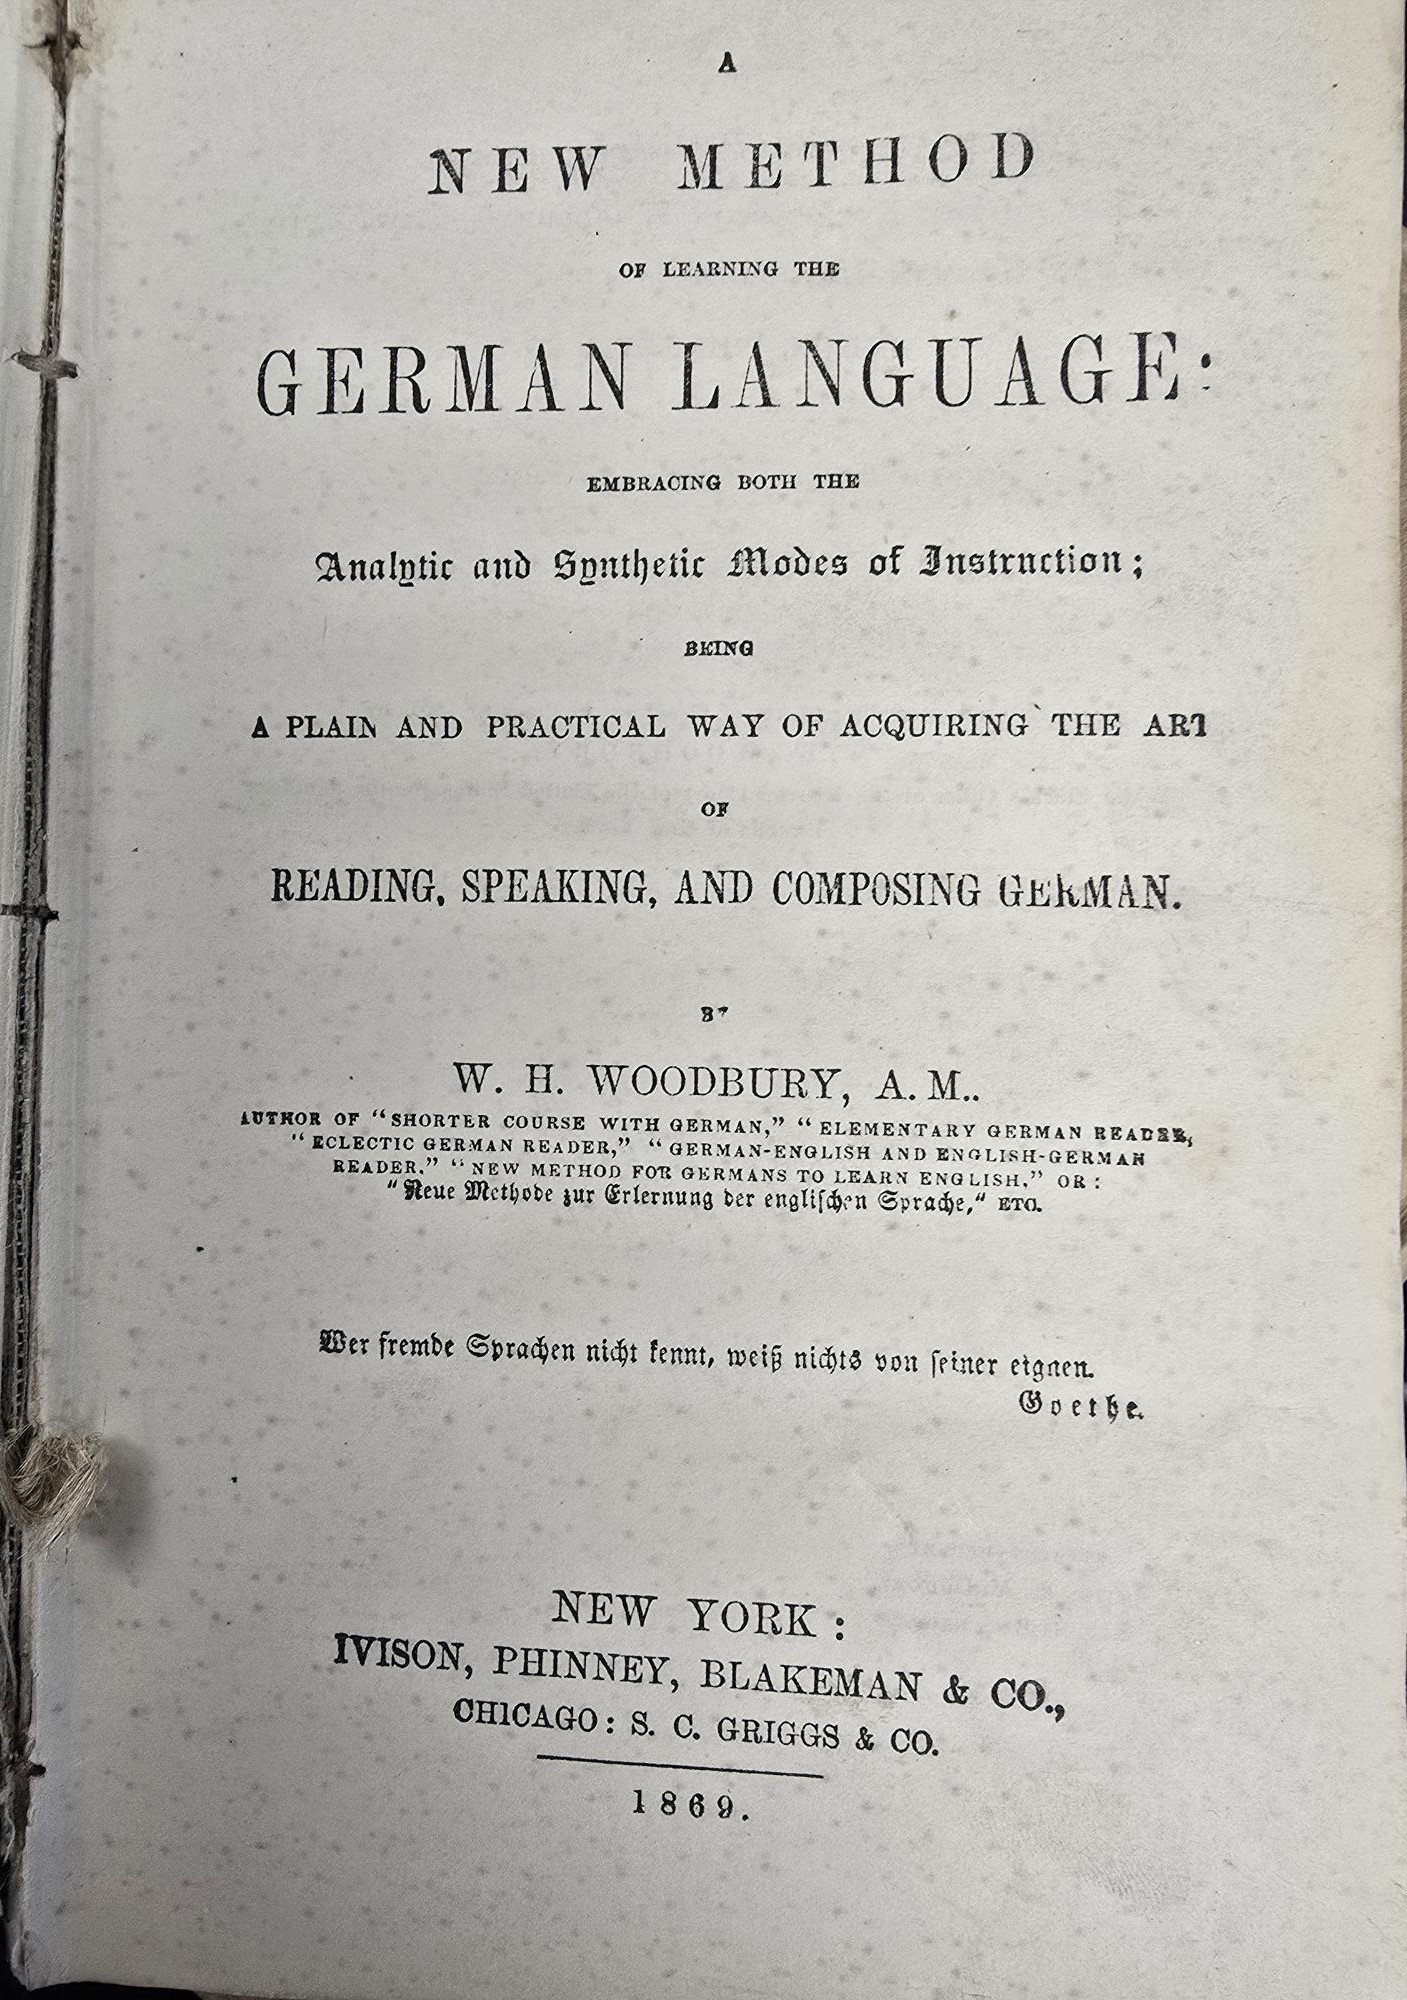 A
NEW METHOD
OF LEARNING THE
GERMAN LANGUAGE:
EMBRACING BOTH THE
Analytic and Synthetic Modes of Instruction;
BEING
A PLAIN AND PRACTICAL WAY OF ACQUIRING THE ART
OF
READING, SPEAKING, AND COMPOSING GERMAN.
BY
W. H. WOODBURY, A. M..
AUTHOR OF "SHORTER COURSE WITH GERMAN," "ELEMENTARY GERMAN READER,
"ECLECTIC GERMAN READER," "GERMAN-ENGLISH AND ENGLISH-GERMAN
READER," "NEW METHOD FOR GERMANS TO LEARN ENGLISH," OR:
"Neue Methode zur Erlernung der engliſchen Sprache," ETC.
Wer fremde Sprachen nicht kennt, weiß nichts von ſeiner eignen.
Goethe.
NEW YORK:
IVISON, PHINNEY, BLAKEMAN & CO.,
CHICAGO: S. C. GRIGGS & CO.
1869.